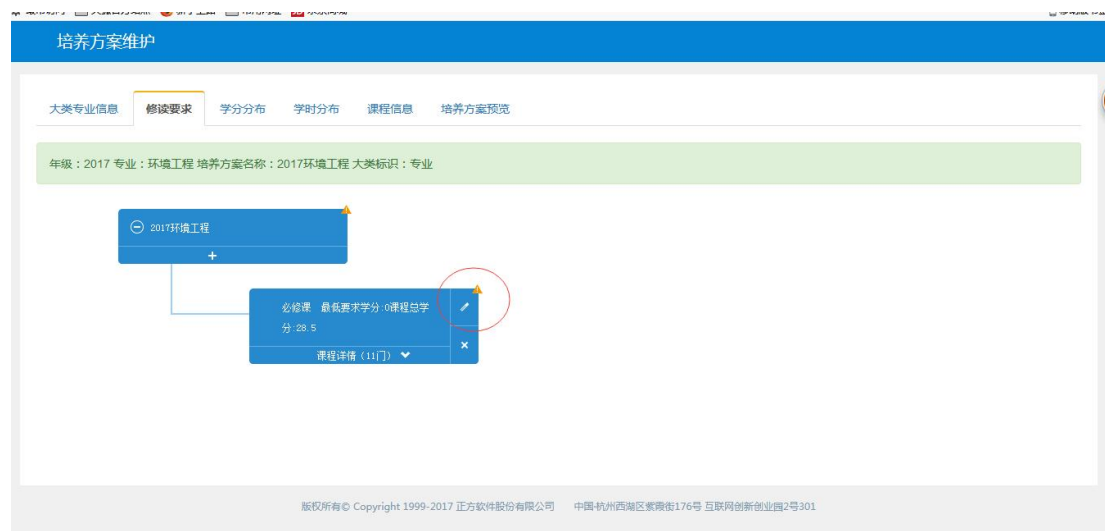 培养方案维护
大类专业信息 修读要求 学分分布 学时分布 课程信息 培养方案预览
年级：2017 专业：环境工程 培养方案名称：2017环境工程 大类标识：专业
2017环境工程
+
必修课 最低要求学分:0课程总学
分:28.5
课程详情（11门）
版权所有© Copyright 1999-2017 正方软件股份有限公司 中国·杭州西湖区紫霞街176号 互联网创新创业园2号301